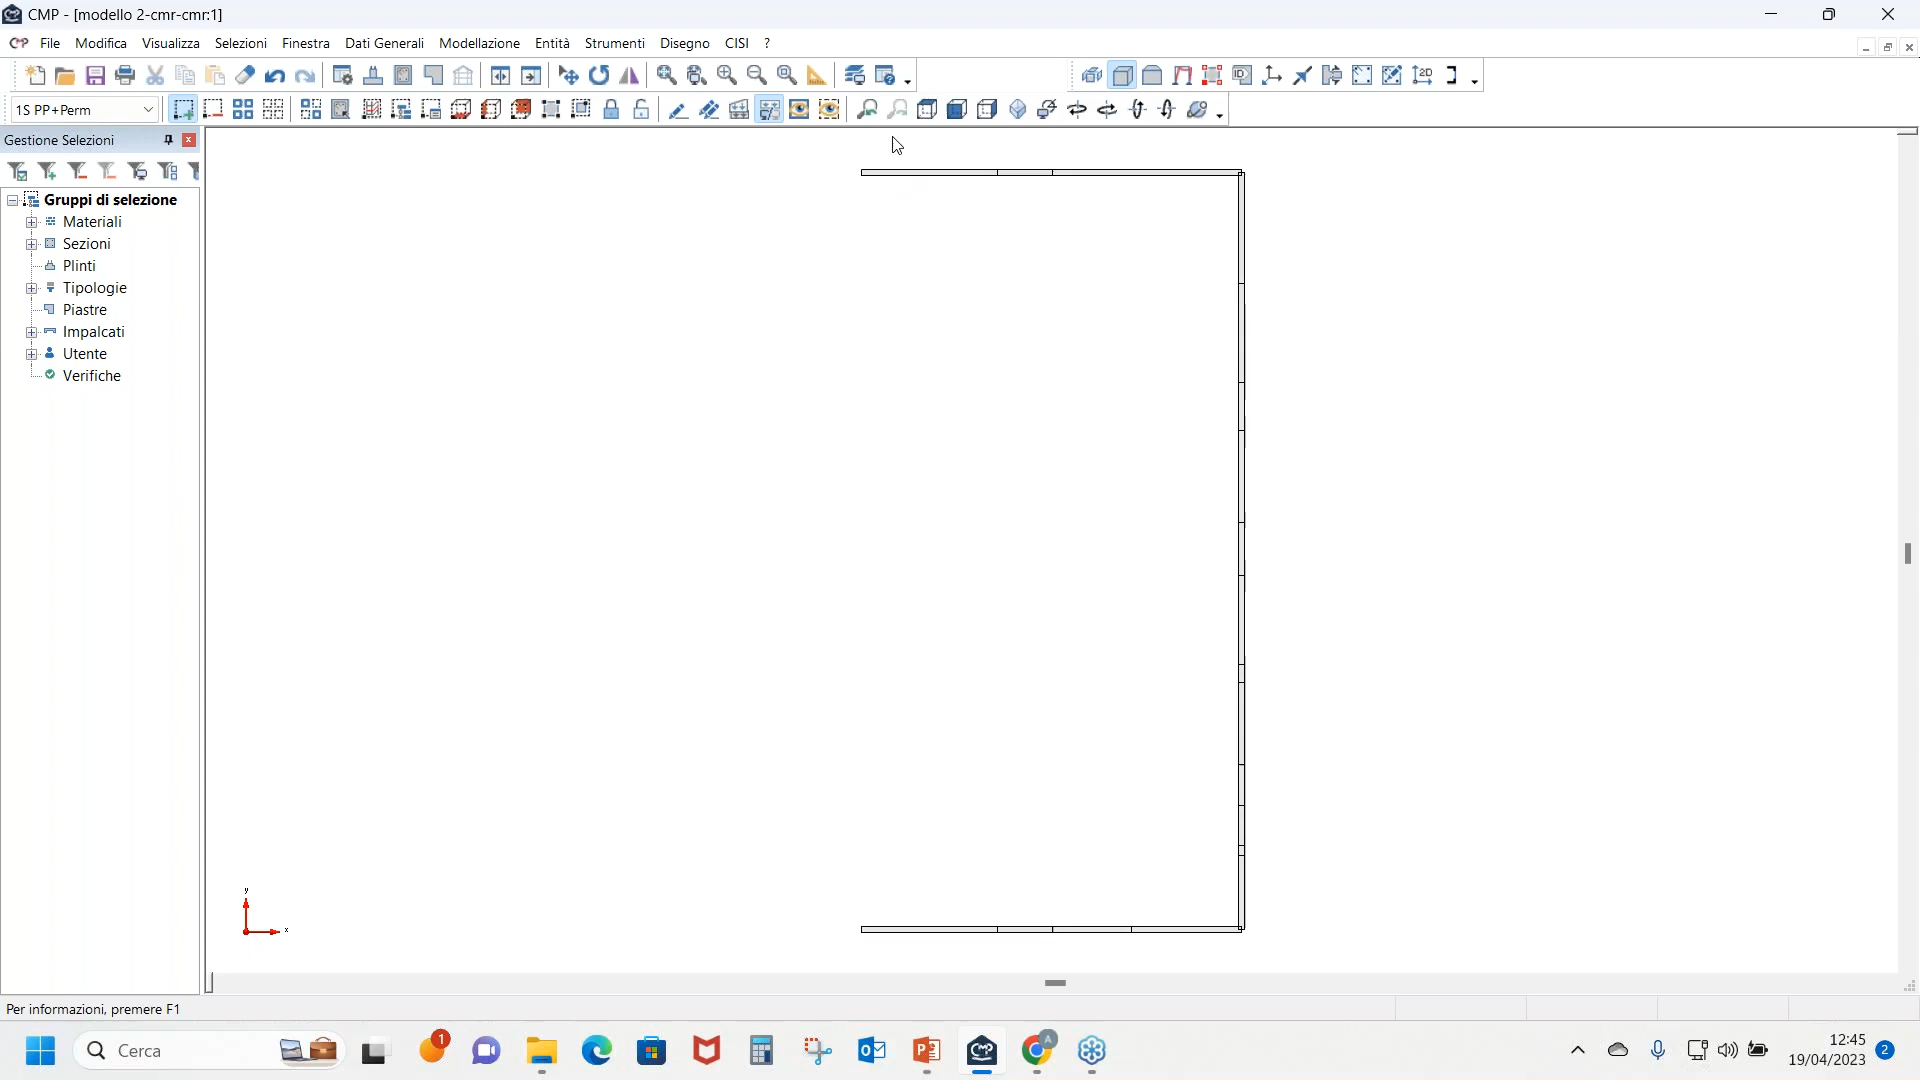 CMP - [modello 2-cmr-cmr:1]
File Modifica Visualizza Selezioni Finestra Dati Generali Modellazione Entità Strumenti Disegno CISI ?
1S PP+Perm
Gestione Selezioni
Gruppi di selezione
Materiali
Sezioni
Plinti
Tipologie
Piastre
Impalcati
Utente
Verifiche
y
x
Per informazioni, premere F1
Cerca
1
A
12:45
19/04/2023
2